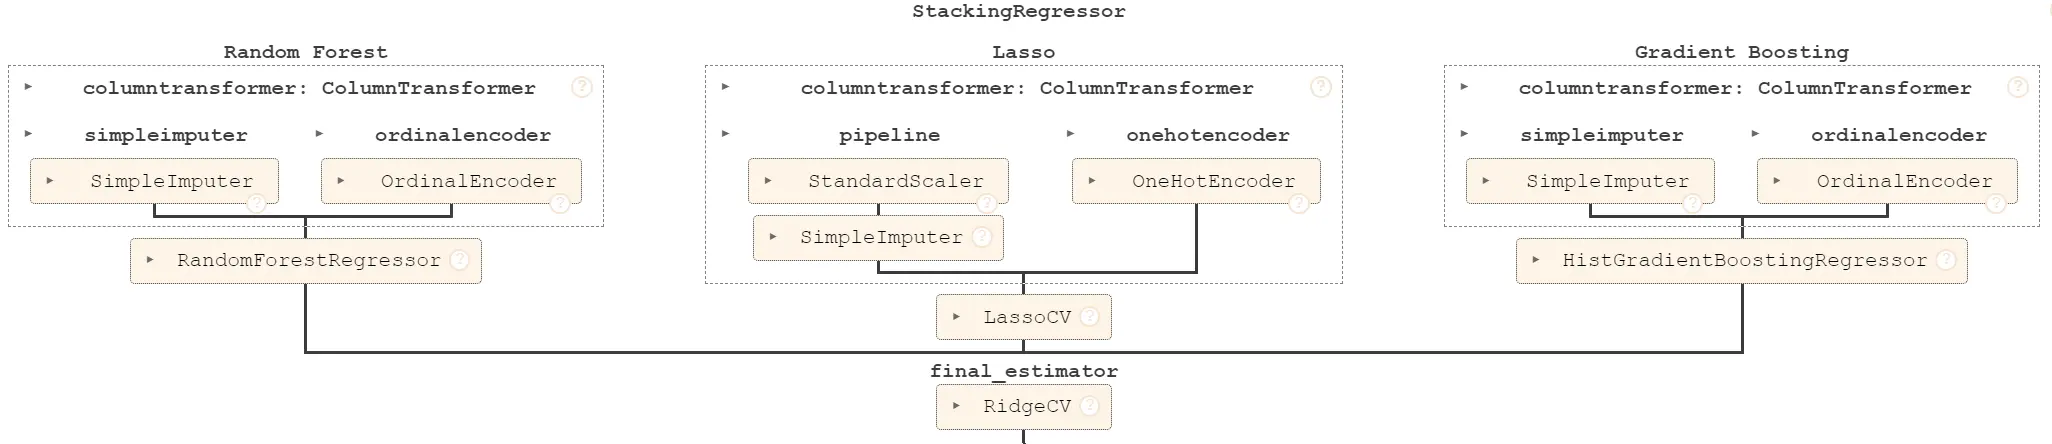 StackingRegressor
Random Forest Lasso Gradient Boosting
▸ columntransformer: ColumnTransformer ? ▸ columntransformer: ColumnTransformer ? ▸ columntransformer: ColumnTransformer ?
▸ simpleimputer ▸ ordinalencoder ▸ pipeline ▸ onehotencoder ▸ simpleimputer ▸ ordinalencoder
▸ SimpleImputer ? ▸ OrdinalEncoder ? ▸ StandardScaler ? ▸ OneHotEncoder ? ▸ SimpleImputer ? ▸ OrdinalEncoder ?
▸ SimpleImputer ?
▸ RandomForestRegressor ? ▸ HistGradientBoostingRegressor ?
▸ LassoCV ?
final_estimator
▸ RidgeCV ?